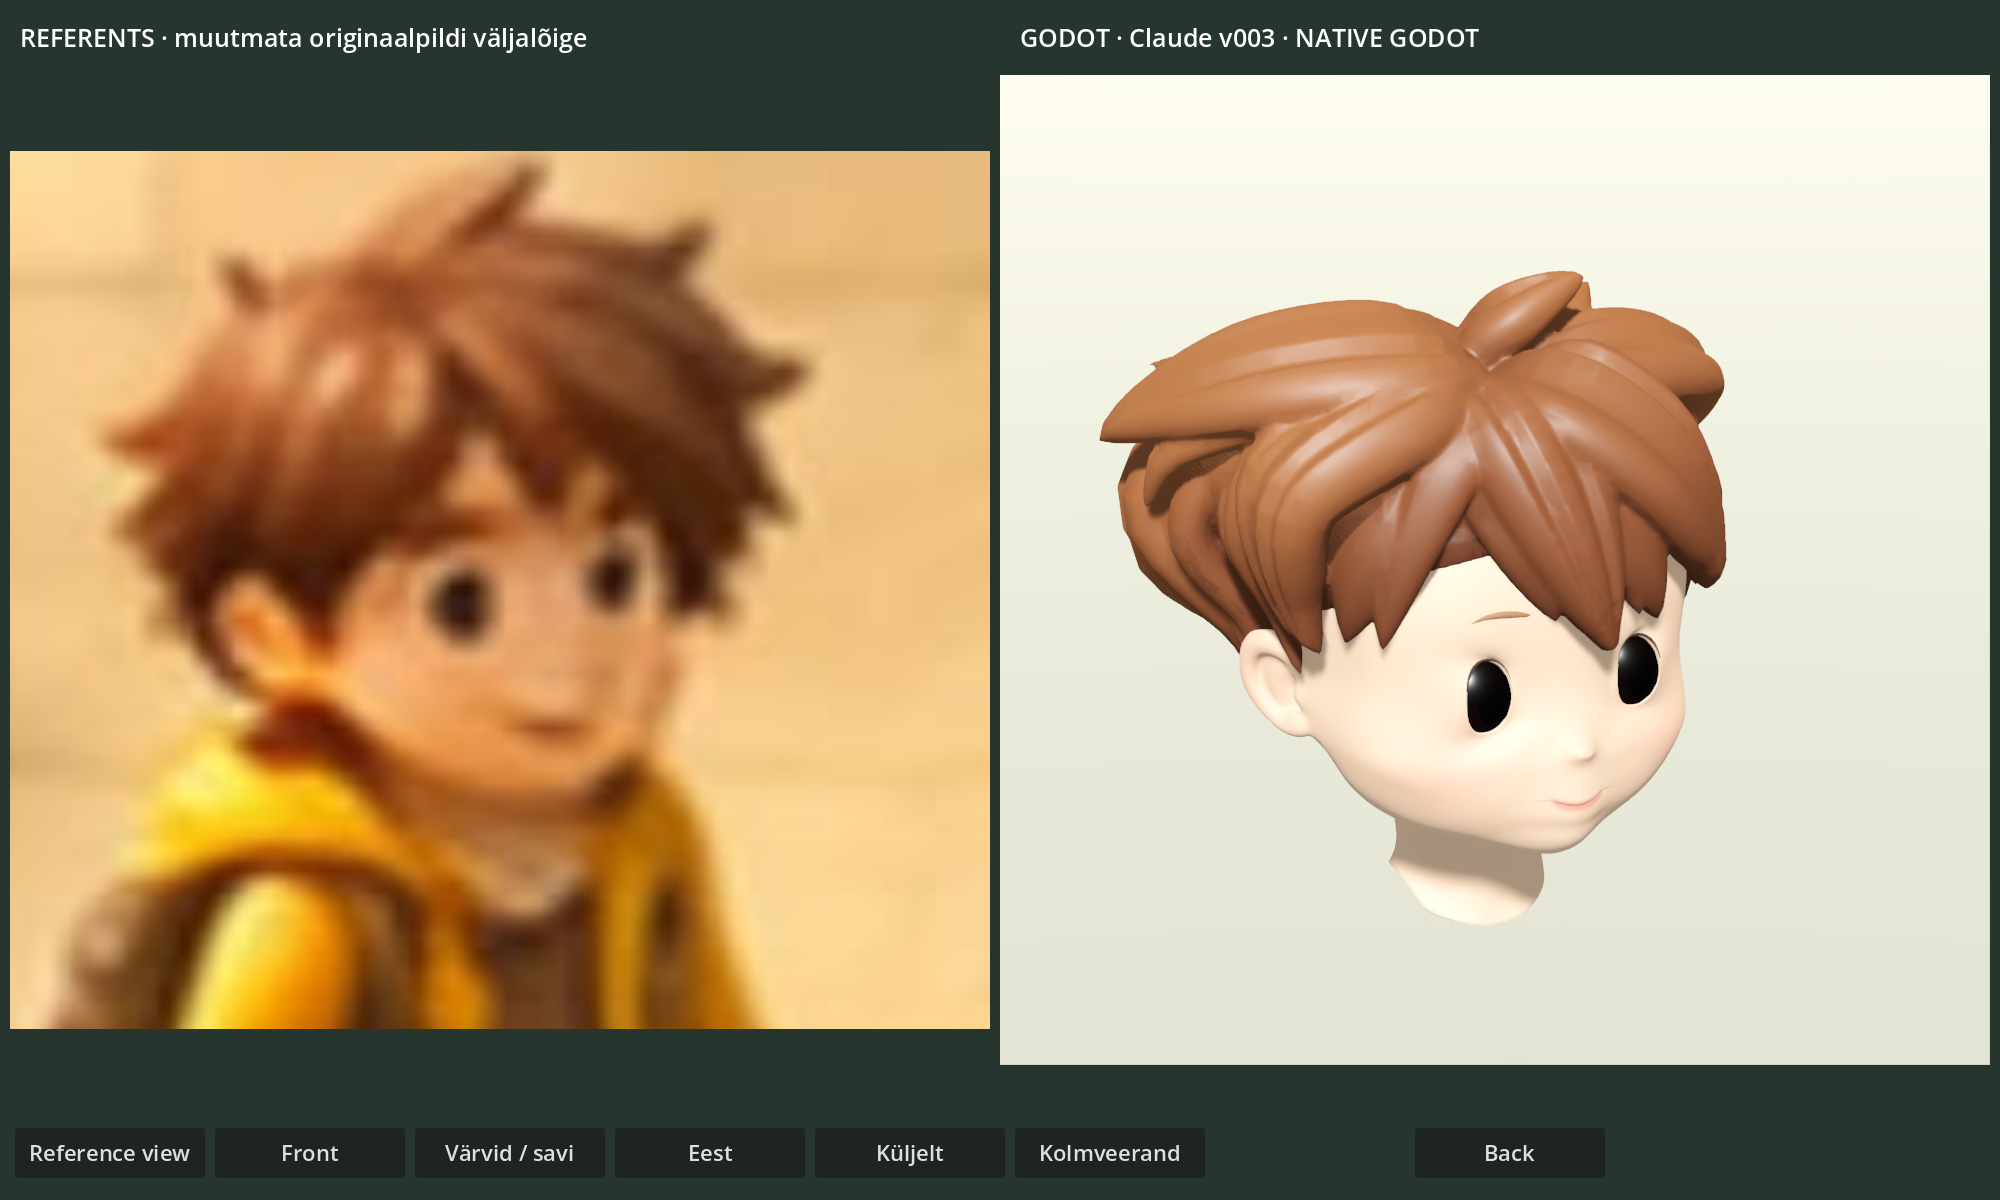 REFERENTS · muutmata originaalpildi väljalõige
GODOT · Claude v003 · NATIVE GODOT
Reference view
Front
Värvid / savi
Eest
Küljelt
Kolmveerand
Back